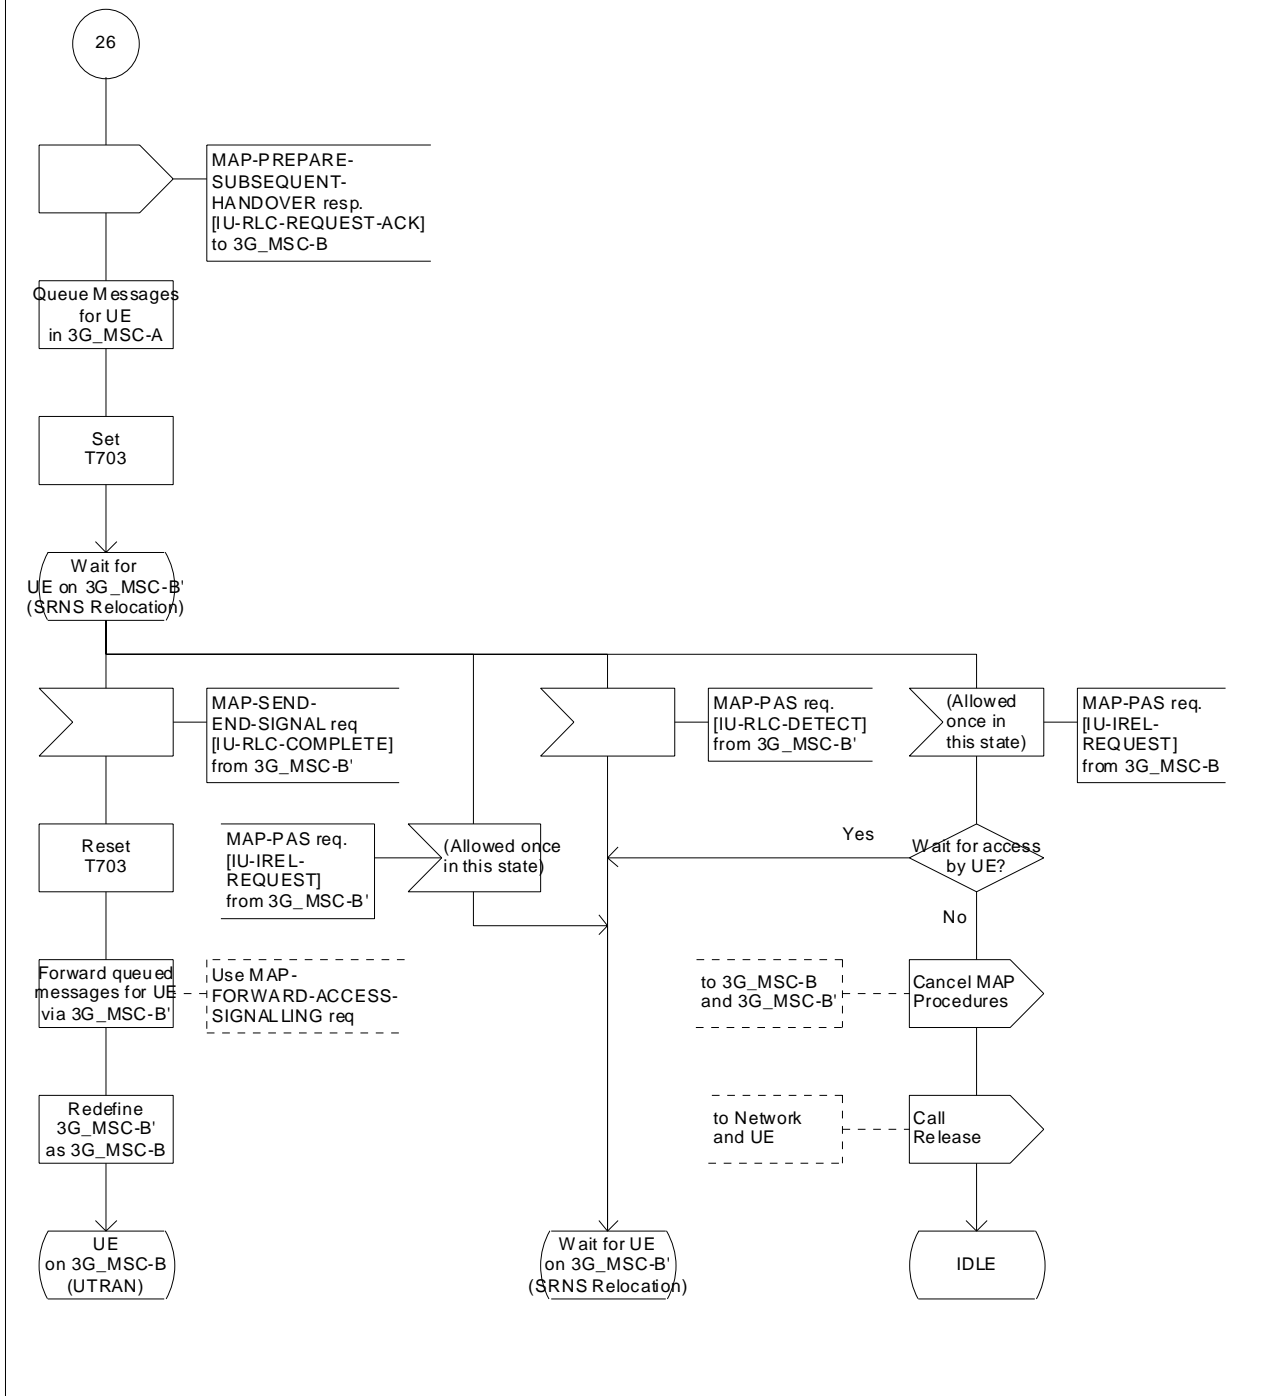 26
MAP-PREPARE-
SUBSEQUENT-
HANDOVER resp.
[IU-RLC-REQUEST-ACK]
to 3G_MSC-B
Queue Messages
for UE
in 3G_MSC-A
Set
T703
Wait for
UE on 3G_MSC-B'
(SRNS Relocation)
MAP-SEND-
END-SIGNAL req
[IU-RLC-COMPLETE]
from 3G_MSC-B'
MAP-PAS req.
[IU-RLC-DETECT]
from 3G_MSC-B'
(Allowed
once in
this state)
MAP-PAS req.
[IU-IREL-
REQUEST]
from 3G_MSC-B
Reset
T703
MAP-PAS req.
[IU-IREL-
REQUEST]
from 3G_MSC-B'
(Allowed once
in this state)
Yes
Wait for access
by UE?
No
Forward queued
messages for UE
via 3G_MSC-B'
Use MAP-
FORWARD-ACCESS-
SIGNALLING req
to 3G_MSC-B
and 3G_MSC-B'
Cancel MAP
Procedures
Redefine
3G_MSC-B'
as 3G_MSC-B
to Network
and UE
Call
Release
UE
on 3G_MSC-B
(UTRAN)
Wait for UE
on 3G_MSC-B'
(SRNS Relocation)
IDLE